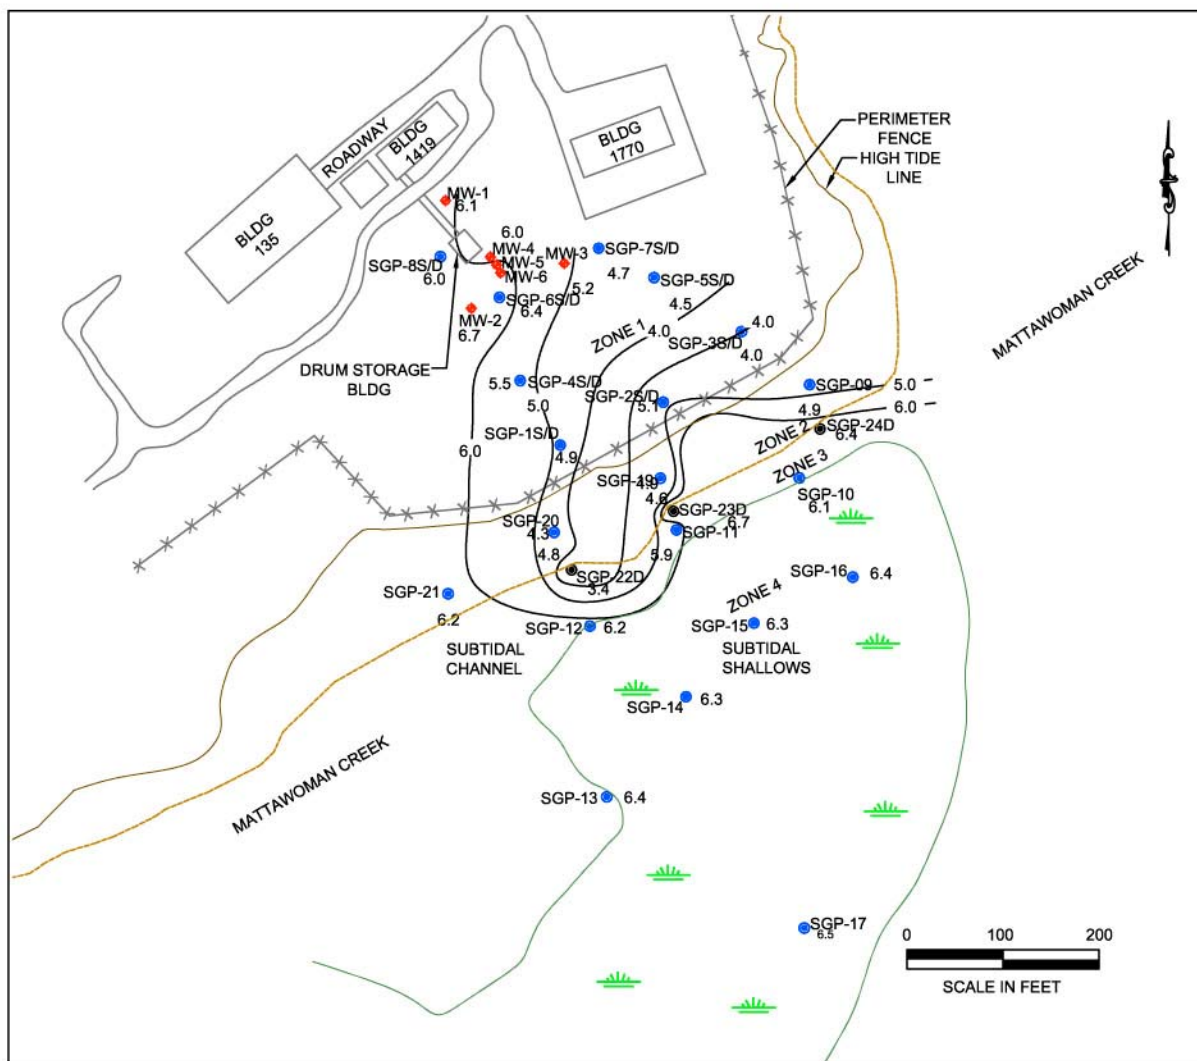 PERIMETER
FENCE
HIGH TIDE
LINE
ROADWAY
BLDG
1419
BLDG
1770
BLDG
135
MW-1
6.1
6.0
MW-4
MW-5
MW-6
MW-3
5.2
SGP-7S/D
4.7
SGP-5S/D
4.5
SGP-8S/D
6.0
SGP-6S/D
6.4
MW-2
6.7
ZONE 1
4.0
4.0
SGP-3S/D
4.0
MATTAWOMAN CREEK
DRUM STORAGE
BLDG
5.5
SGP-4S/D
5.0
SGP-2S/D
5.1
SGP-09
4.9
5.0
6.0
SGP-1S/D
4.9
6.0
ZONE 2
SGP-24D
6.4
ZONE 3
SGP-19
4.9
4.6
SGP-10
6.1
SGP-23D
6.7
SGP-11
5.9
SGP-20
4.3
4.8
SGP-22D
3.4
SGP-16
6.4
SGP-21
6.2
ZONE 4
SGP-12
6.2
SGP-15
6.3
SUBTIDAL
CHANNEL
SUBTIDAL
SHALLOWS
SGP-14
6.3
MATTAWOMAN CREEK
SGP-13
6.4
SGP-17
6.5
0 100 200
SCALE IN FEET